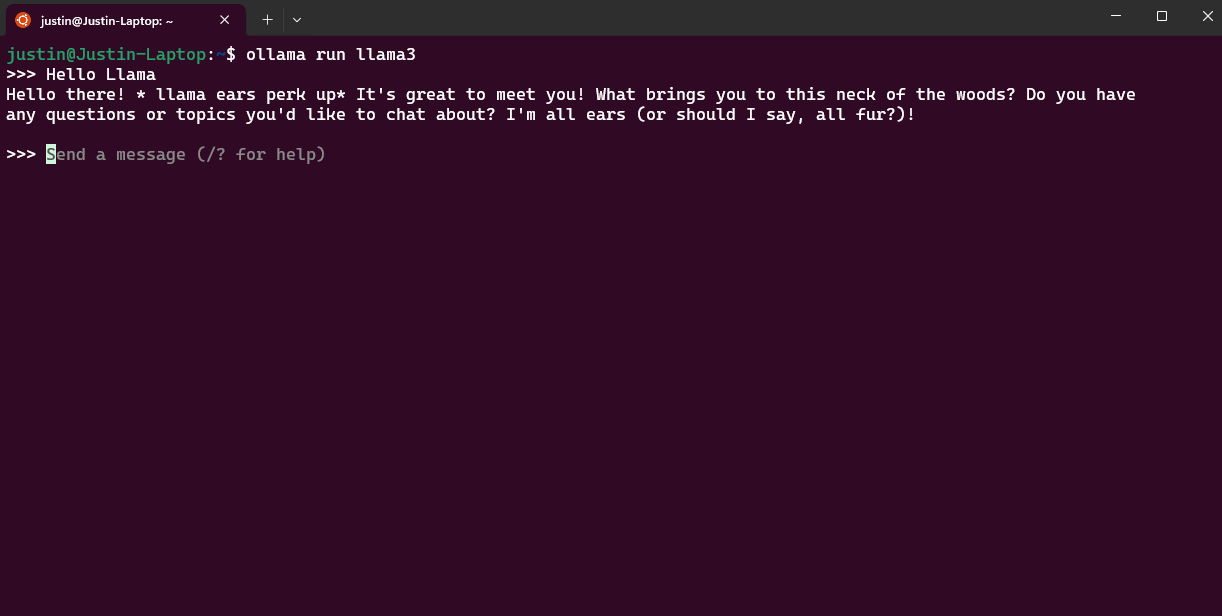 justin@Justin-Laptop: ~
justin@Justin-Laptop:~$ ollama run llama3
>>> Hello Llama
Hello there! * llama ears perk up* It's great to meet you! What brings you to this neck of the woods? Do you have
any questions or topics you'd like to chat about? I'm all ears (or should I say, all fur?)!
>>> Send a message (/? for help)